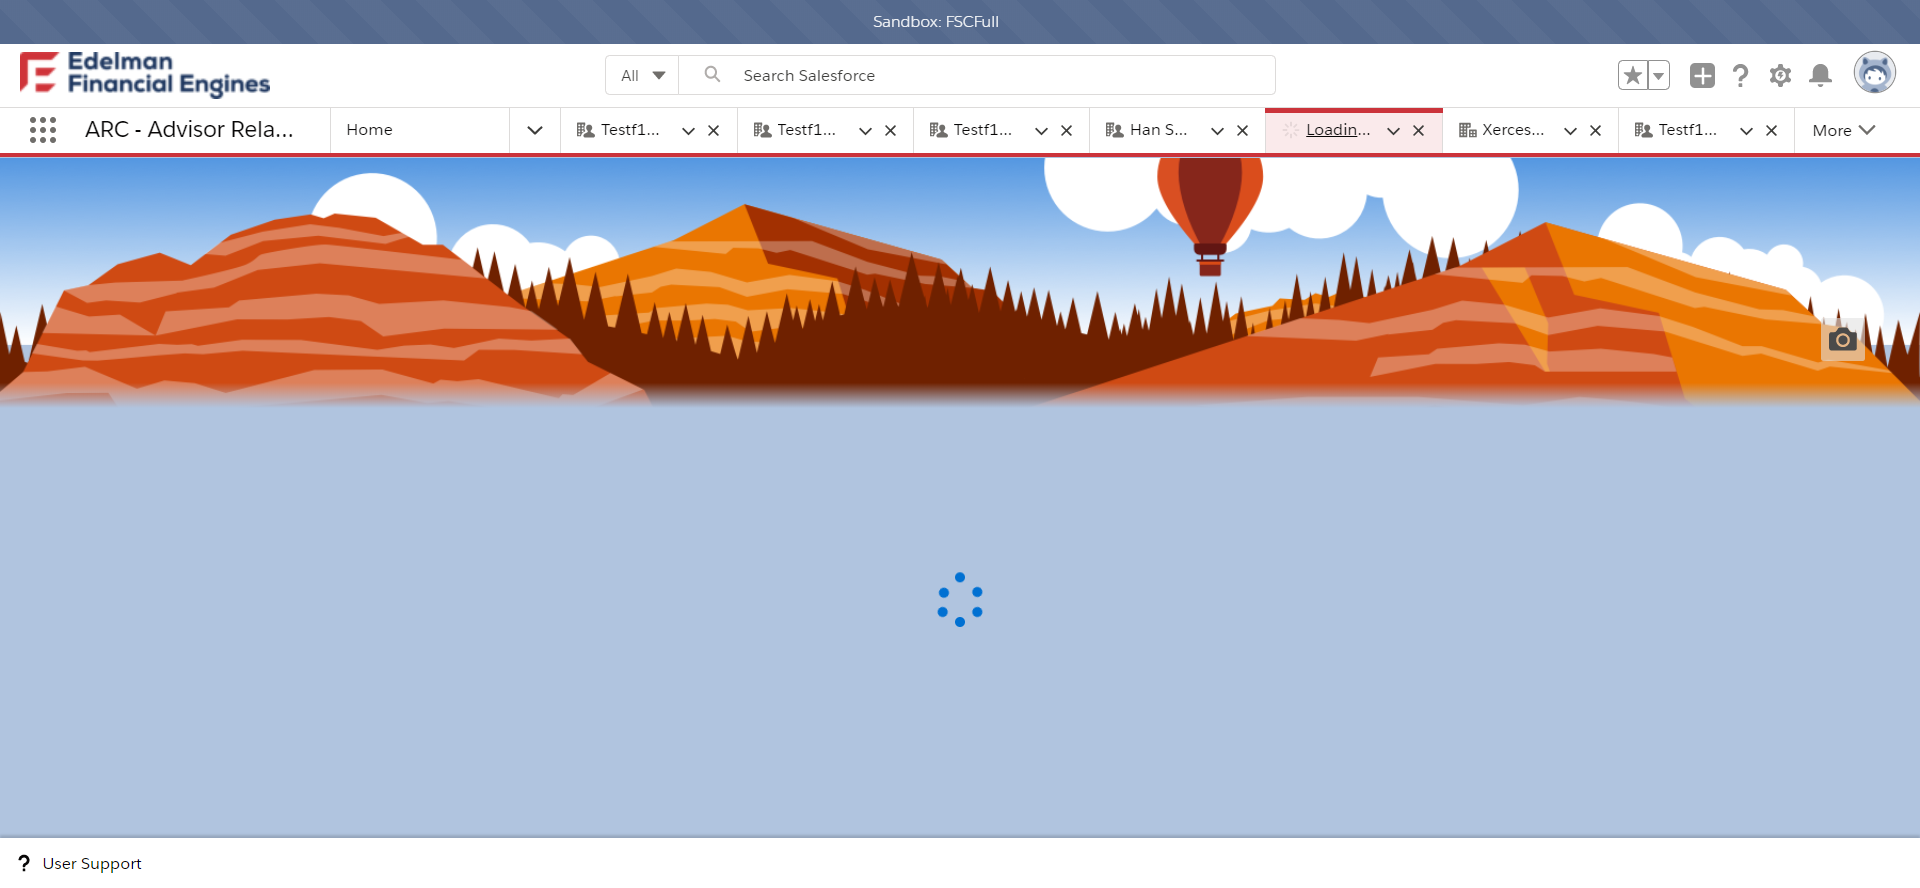 Sandbox: FSCFull
Edelman
Financial Engines
All
Search Salesforce
ARC - Advisor Rela...
Home
Testf1...
Testf1...
Testf1...
Han S...
Loadin...
Xerces...
Testf1...
More
User Support